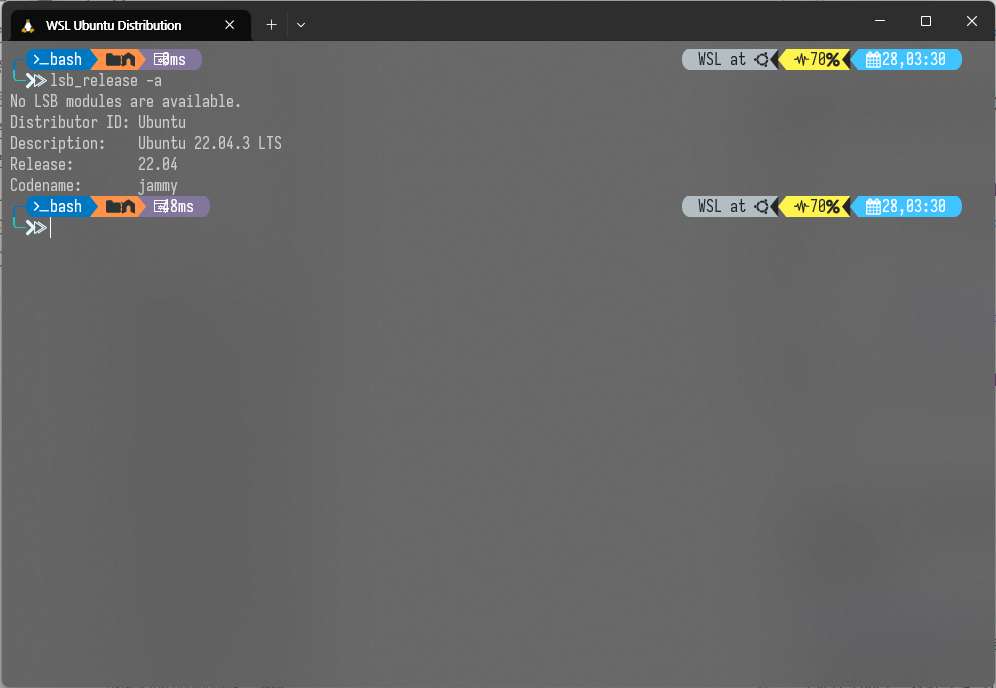 WSL Ubuntu Distribution
>_bash 0ms WSL at 70% 28,03:30
lsb_release -a
No LSB modules are available.
Distributor ID: Ubuntu
Description: Ubuntu 22.04.3 LTS
Release: 22.04
Codename: jammy
>_bash 48ms WSL at 70% 28,03:30